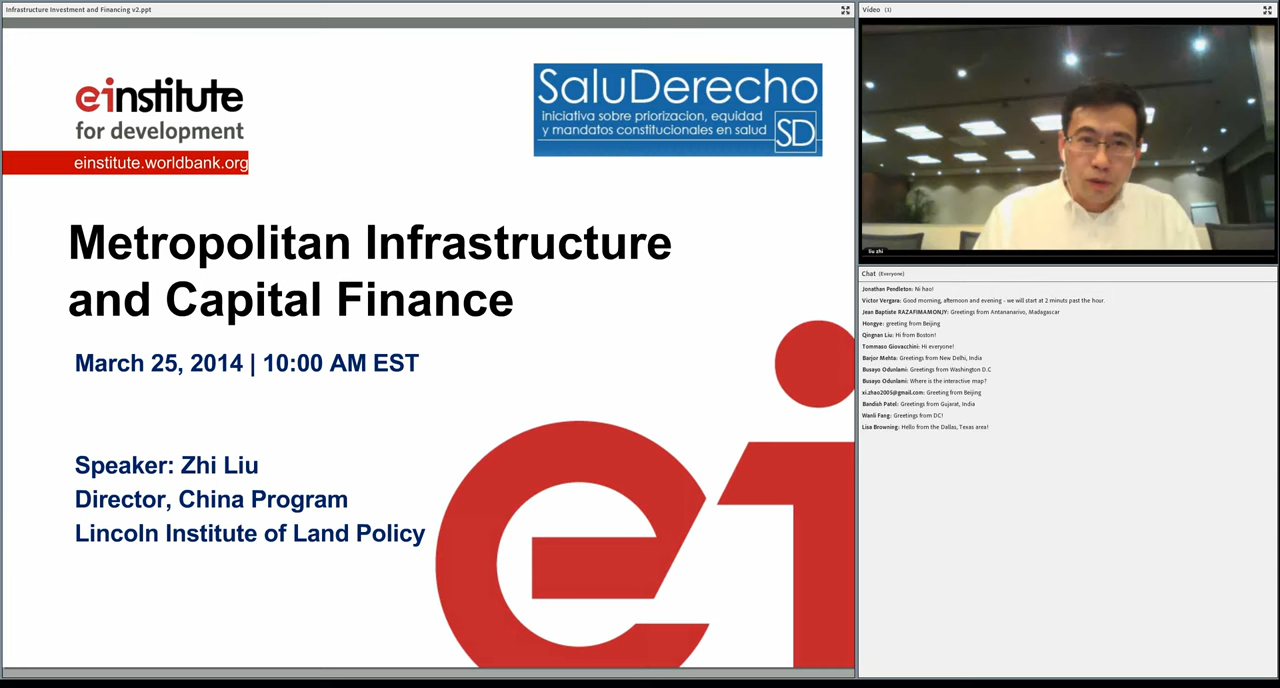 Infrastructure Investment and Financing v2.ppt
einstitute
for development
einstitute.worldbank.org
SaluDerecho
iniciativa sobre priorizacion, equidad
y mandatos constitucionales en salud
SD
Metropolitan Infrastructure
and Capital Finance
March 25, 2014 | 10:00 AM EST
Speaker: Zhi Liu
Director, China Program
Lincoln Institute of Land Policy
ei
Video (3)
liu zhi
Chat (Everyone)
Jonathan Pendleton: Ni hao!
Victor Vergara: Good morning, afternoon and evening - we will start at 2 minuts past the hour.
Jean Baptiste RAZAFIMAMONJY: Greetings from Antananarivo, Madagascar
Hongye: greeting from Beijing
Qingnan Liu: Hi from Boston!
Tommaso Giovacchini: Hi everyone!
Barjor Mehta: Greetings from New Delhi, India
Busayo Odunlami: Greetings from Washington D.C
Busayo Odunlami: Where is the interactive map?
xi.zhao2005@gmail.com: Greeting from Beijing
Bandish Patel: Greetings from Gujarat, India
Wanli Fang: Greetings from DC!
Lisa Browning: Hello from the Dallas, Texas area!